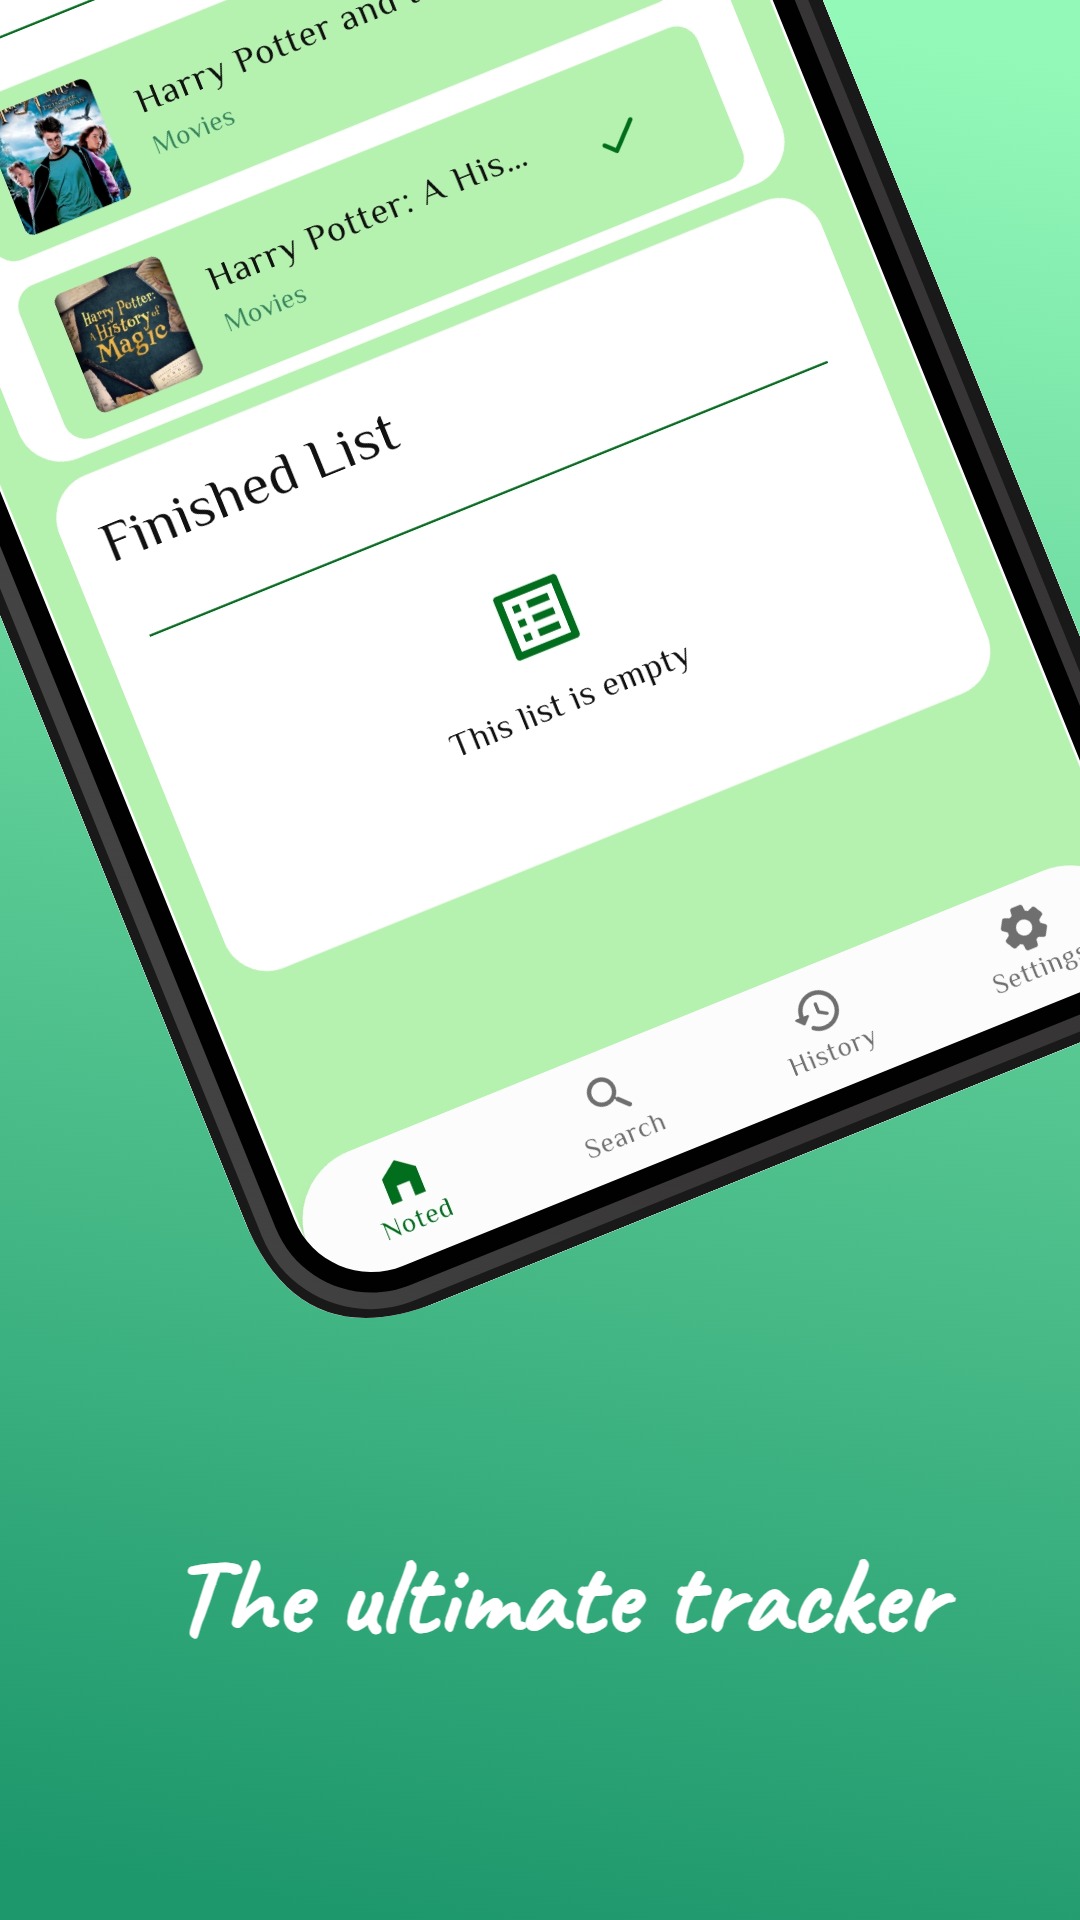 Harry Potter and t
Movies
Harry Potter: A His...
Movies
Harry Potter:
A History of
Magic
Finished List
This list is empty
Noted
Search
History
Settings
The ultimate tracker